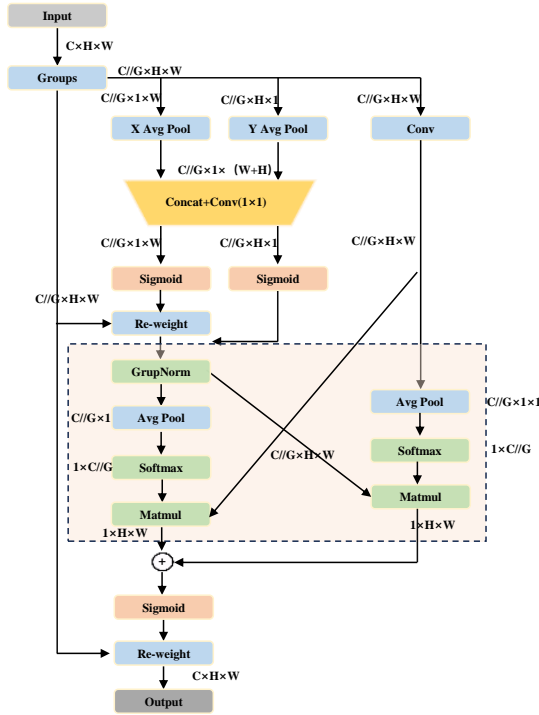 Input
C×H×W
Groups
C//G×H×W
C//G×1×W
C//G×H×1
C//G×H×W
X Avg Pool
Y Avg Pool
Conv
C//G×1×（W+H）
Concat+Conv(1×1)
C//G×1×W
C//G×H×1
C//G×H×W
Sigmoid
Sigmoid
C//G×H×W
Re-weight
GrupNorm
Avg Pool
C//G×1×1
C//G×1
Avg Pool
Softmax
1×C//G
1×C//G
Softmax
C//G×H×W
Matmul
Matmul
1×H×W
1×H×W
+
Sigmoid
Re-weight
C×H×W
Output